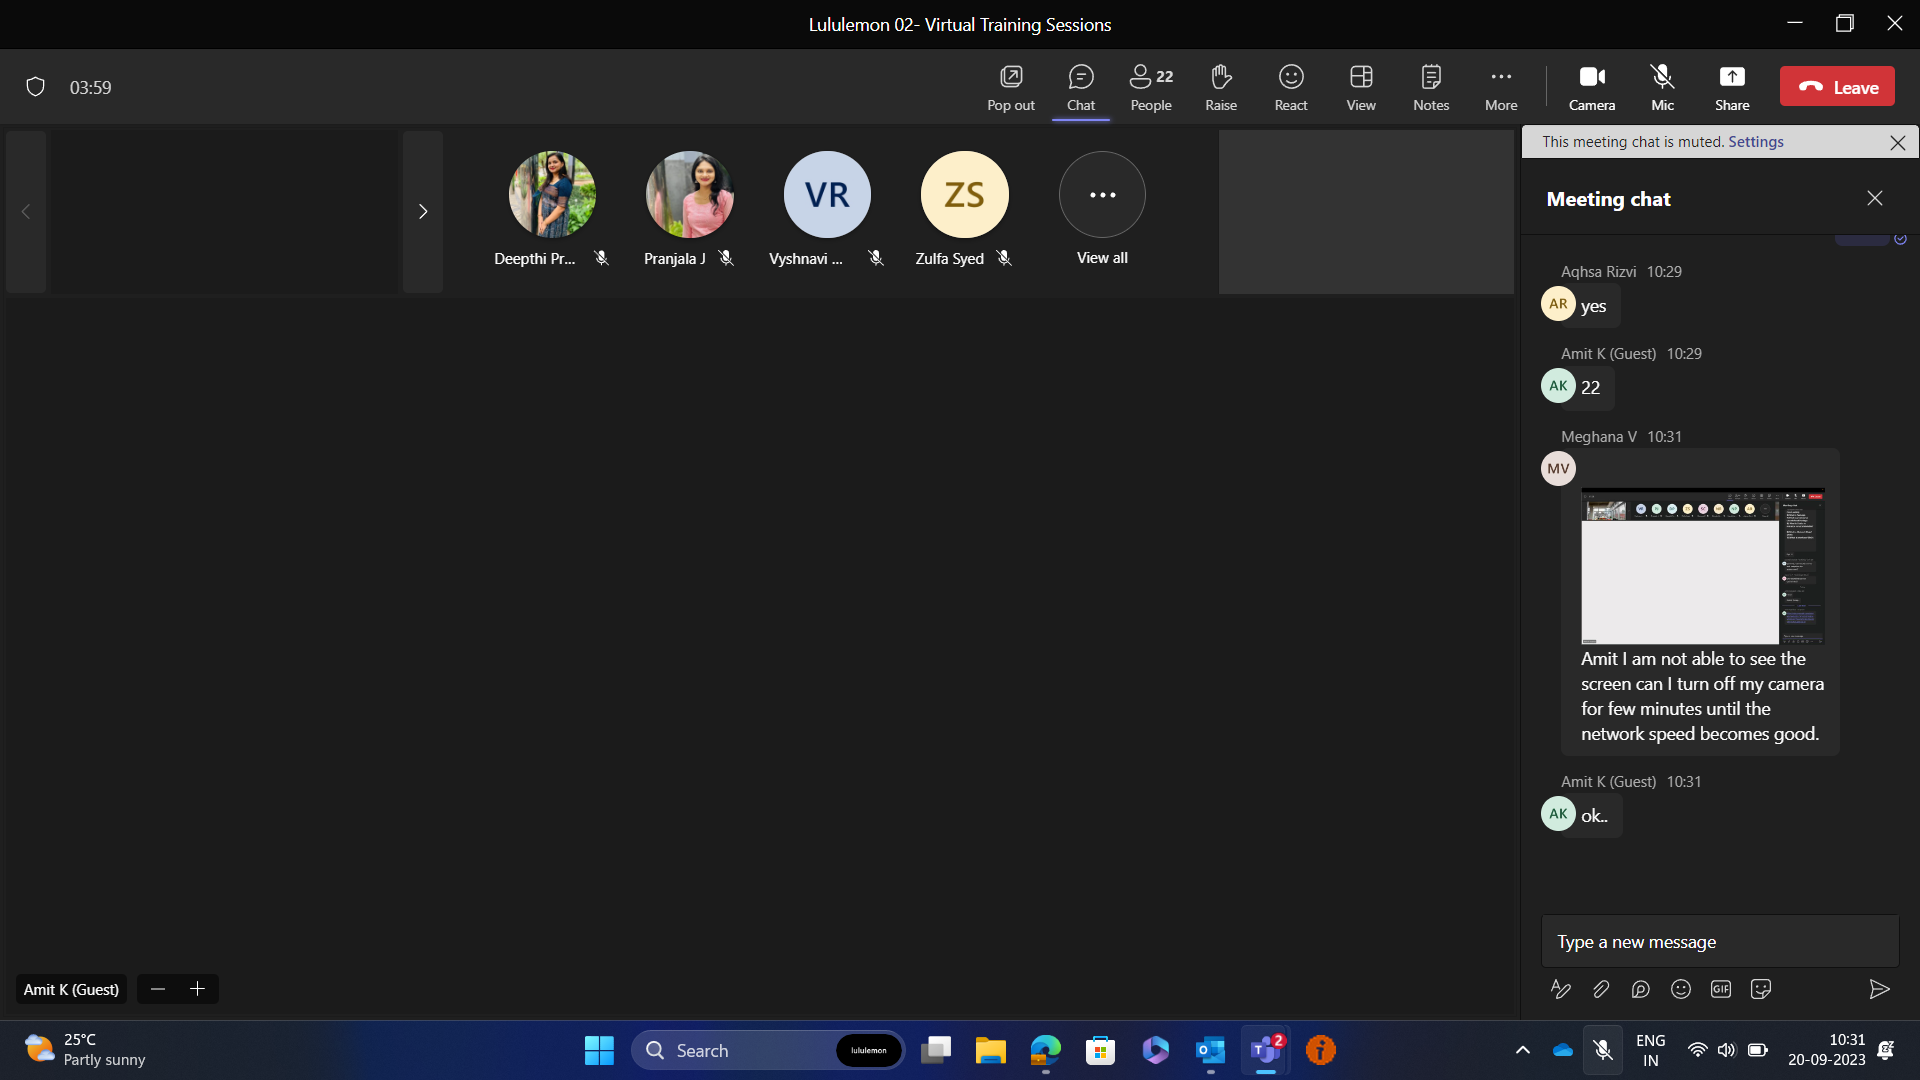 Lululemon 02- Virtual Training Sessions
03:59
Pop out
Chat
22
People
Raise
React
View
Notes
More
Camera
Mic
Share
Leave
Deepthi Pr...
Pranjala J
VR
Vyshnavi ...
ZS
Zulfa Syed
View all
This meeting chat is muted. Settings
Meeting chat
Aqhsa Rizvi 10:29
AR
yes
Amit K (Guest) 10:29
AK
22
Meghana V 10:31
MV
Amit I am not able to see the
screen can I turn off my camera
for few minutes until the
network speed becomes good.
Amit K (Guest) 10:31
AK
ok..
Type a new message
GIF
Amit K (Guest)
25°C
Partly sunny
Search
lululemon
2
ENG
IN
10:31
20-09-2023